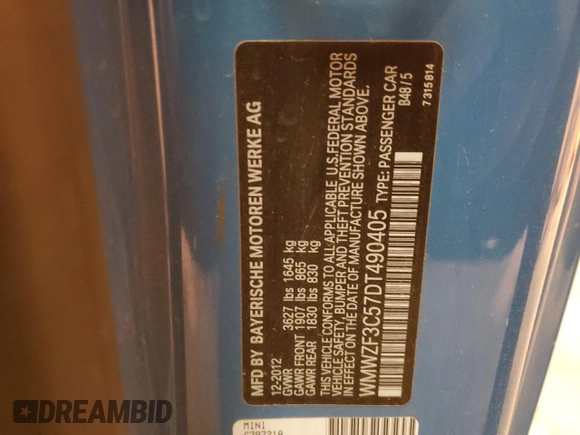 MFD BY BAYERISCHE MOTOREN WERKE AG
12-2012
GVWR 3627 lbs 1645 kg
GAWR FRONT 1907 lbs 865 kg
GAWR REAR 1830 lbs 830 kg
THIS VEHICLE CONFORMS TO ALL APPLICABLE U.S. FEDERAL MOTOR
VEHICLE SAFETY, BUMPER AND THEFT PREVENTION STANDARDS
IN EFFECT ON THE DATE OF MANUFACTURE SHOWN ABOVE.
WMWZF3C57DT490405 TYPE: PASSENGER CAR
B48/5
7315814
MINI
DREAMBID